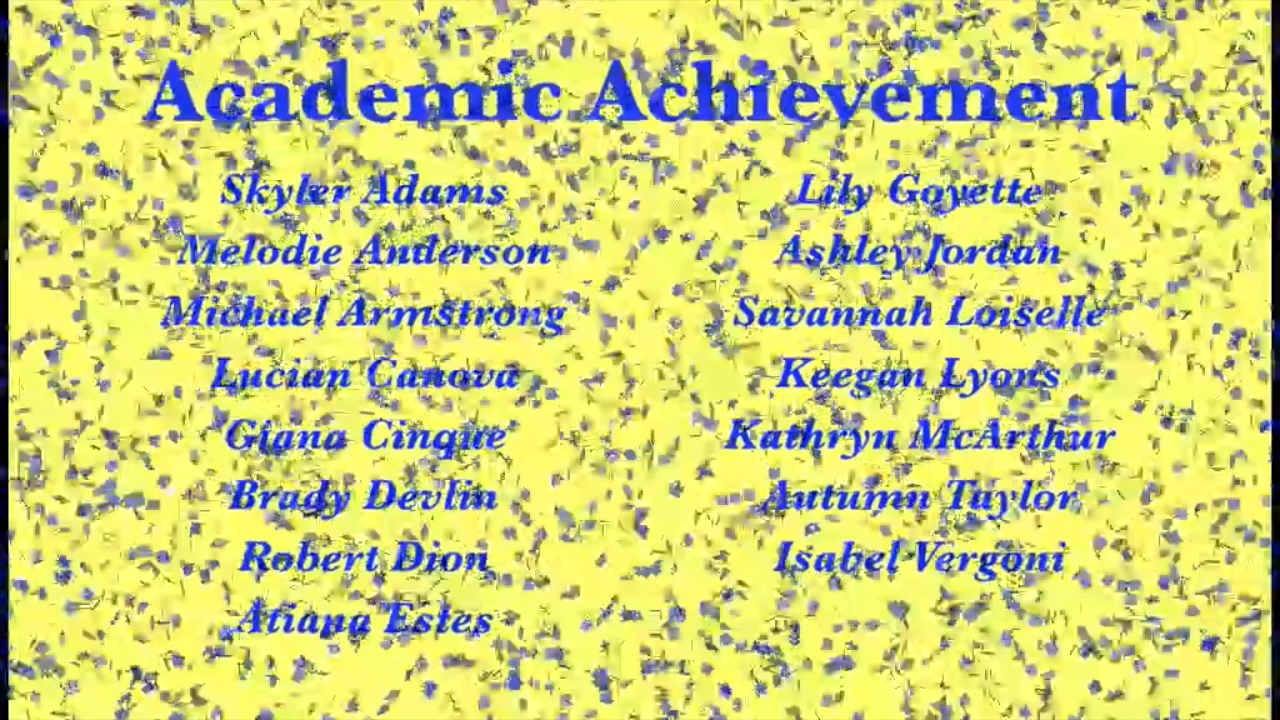 Academic Achievement
Skyler Adams
Melodie Anderson
Michael Armstrong
Lucian Canova
Giana Cinque
Brady Devlin
Robert Dion
Atiana Estes
Lily Goyette
Ashley Jordan
Savannah Loiselle
Keegan Lyons
Kathryn McArthur
Autumn Taylor
Isabel Vergoni